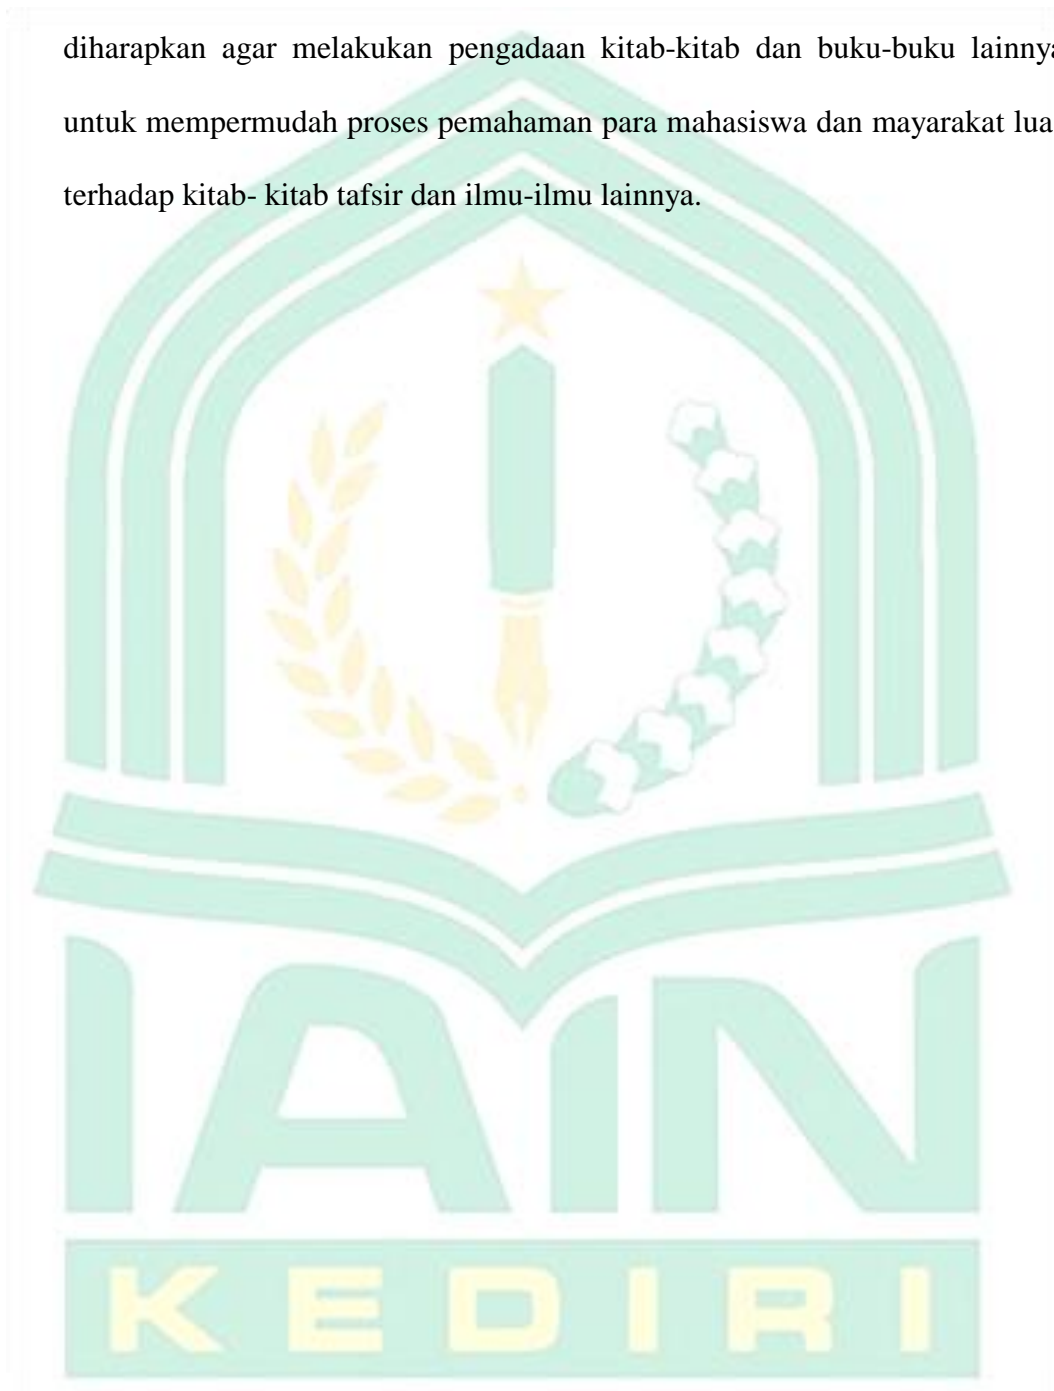 diharapkan agar melakukan pengadaan kitab-kitab dan buku-buku lainnya
untuk mempermudah proses pemahaman para mahasiswa dan mayarakat lua
terhadap kitab- kitab tafsir dan ilmu-ilmu lainnya.
IAIN
KEDIRI